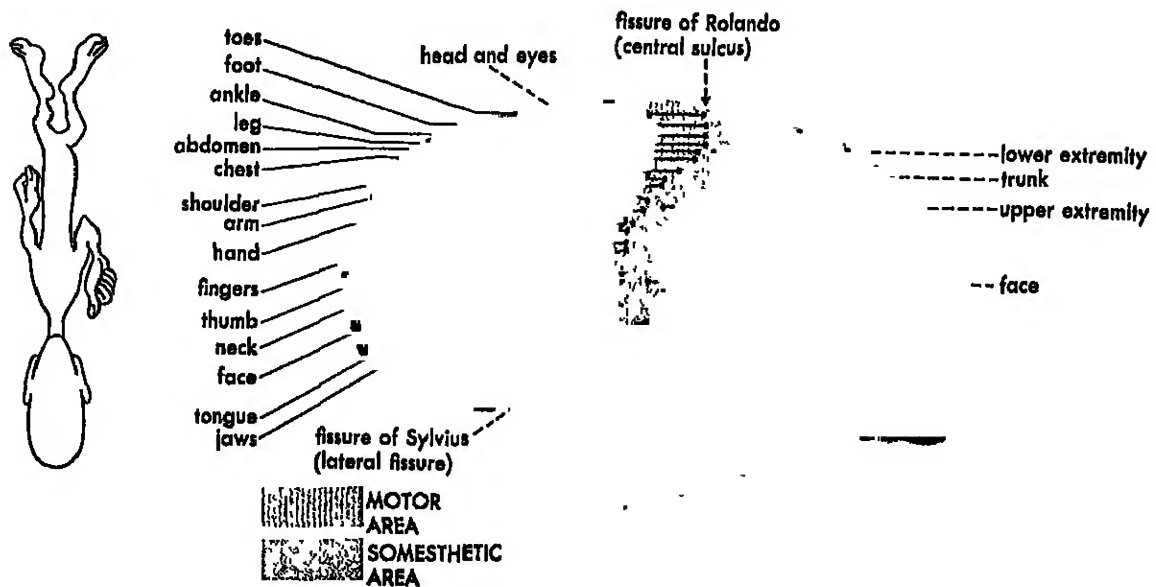 toes
foot
ankle
leg
abdomen
chest
shoulder
arm
hand
fingers
thumb
neck
face
tongue
jaws
head and eyes
fissure of Rolando
(central sulcus)
lower extremity
trunk
upper extremity
face
fissure of Sylvius
(lateral fissure)
MOTOR
AREA
SOMESTHETIC
AREA